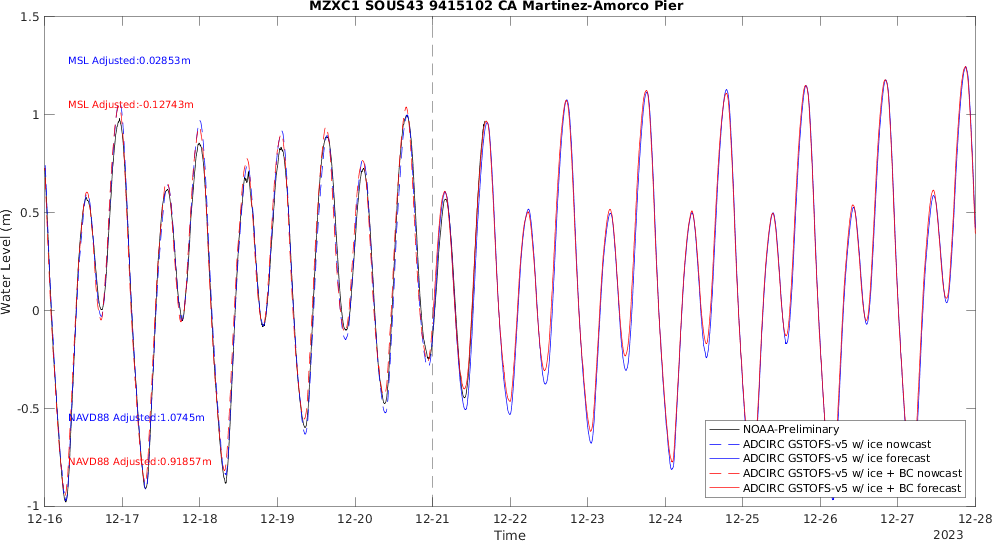 MZXC1 SOUS43 9415102 CA Martinez-Amorco Pier
1.5
1
0.5
0
-0.5
-1
Water Level (m)
MSL Adjusted:0.02853m
MSL Adjusted:-0.12743m
NAVD88 Adjusted:1.0745m
NAVD88 Adjusted:0.91857m
NOAA-Preliminary
ADCIRC GSTOFS-v5 w/ ice nowcast
ADCIRC GSTOFS-v5 w/ ice forecast
ADCIRC GSTOFS-v5 w/ ice + BC nowcast
ADCIRC GSTOFS-v5 w/ ice + BC forecast
12-16 12-17 12-18 12-19 12-20 12-21 12-22 12-23 12-24 12-25 12-26 12-27 12-28
Time
2023